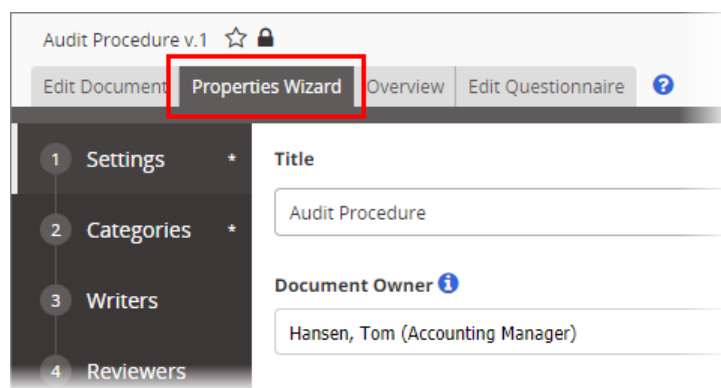 Audit Procedure v.1
Edit Document Properties Wizard Overview Edit Questionnaire ?
1 Settings *
Title
Audit Procedure
2 Categories *
Document Owner i
3 Writers
Hansen, Tom (Accounting Manager)
4 Reviewers